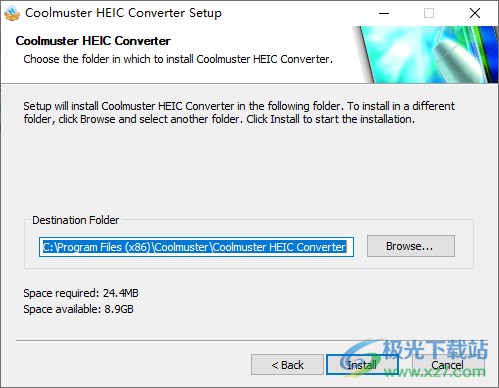 Coolmuster HEIC Converter Setup
Coolmuster HEIC Converter
Choose the folder in which to install Coolmuster HEIC Converter.
Setup will install Coolmuster HEIC Converter in the following folder. To install in a different
folder, click Browse and select another folder. Click Install to start the installation.
Destination Folder
C:\Program Files (x86)\Coolmuster\Coolmuster HEIC Converter
Browse...
Space required: 24.4MB
Space available: 8.9GB
极光下载站
www.xz7.com
< Back
Install
Cancel